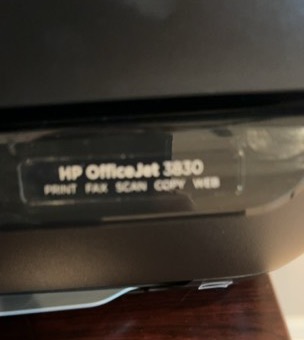 HP OfficeJet 3830
PRINT FAX SCAN COPY WEB